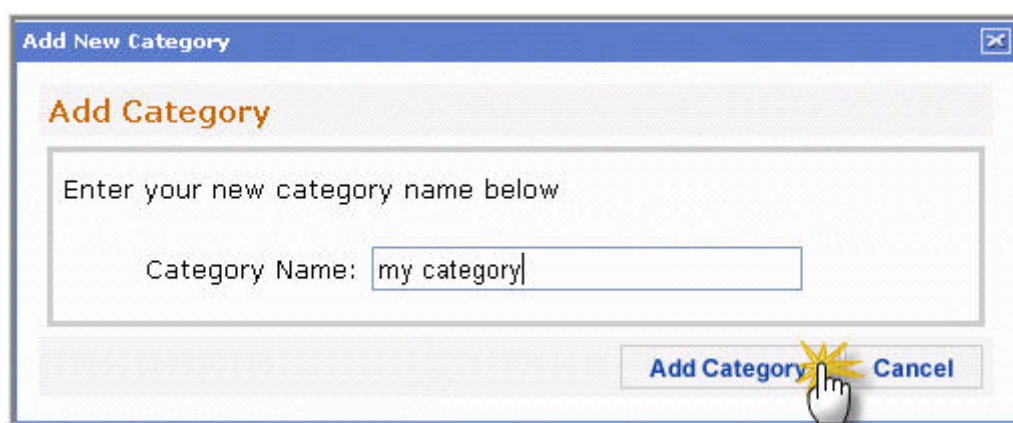 Add New Category
Add Category
Enter your new category name below
Category Name: my category
Add Category Cancel